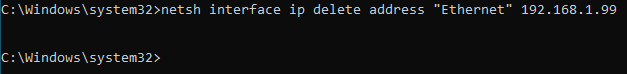 C:\Windows\system32>netsh interface ip delete address "Ethernet" 192.168.1.99
C:\Windows\system32>